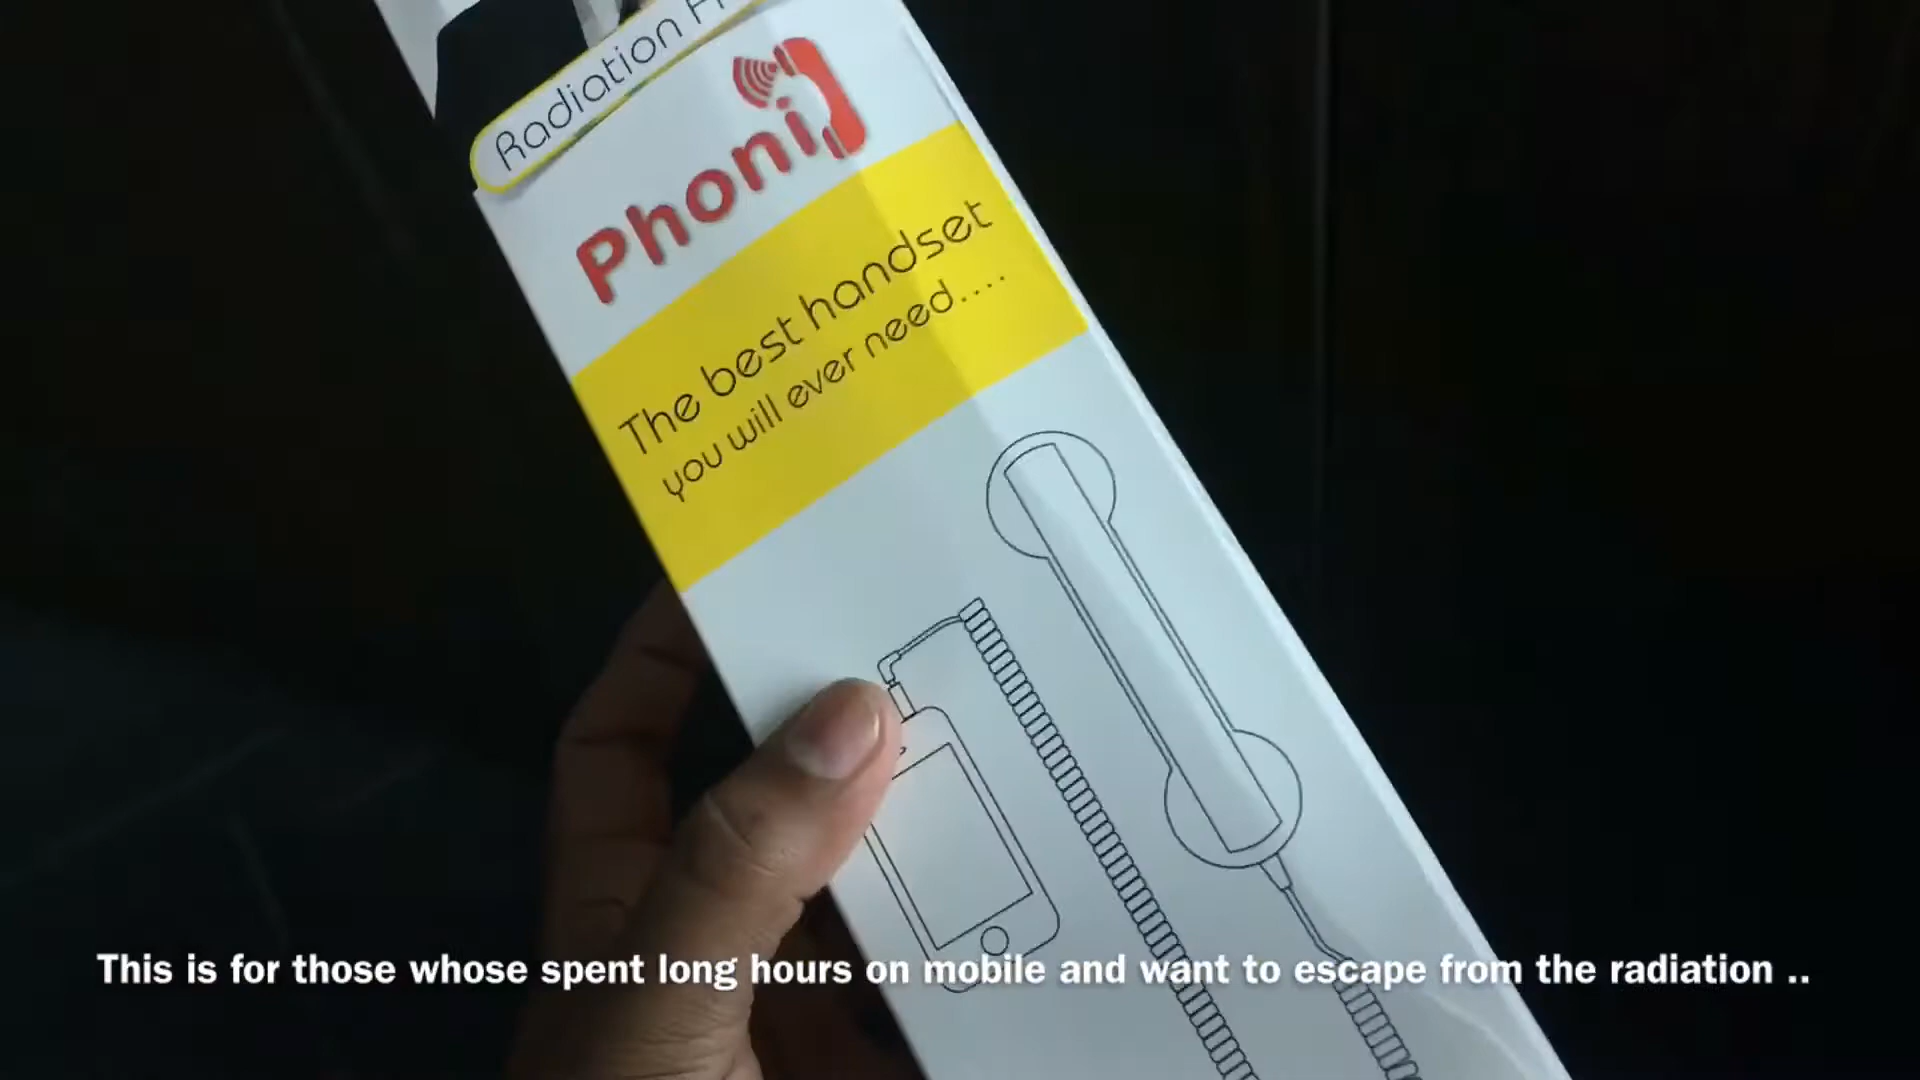 Radiation
Phoni
The best handset
you will ever need....
This is for those whose spent long hours on mobile and want to escape from the radiation ..